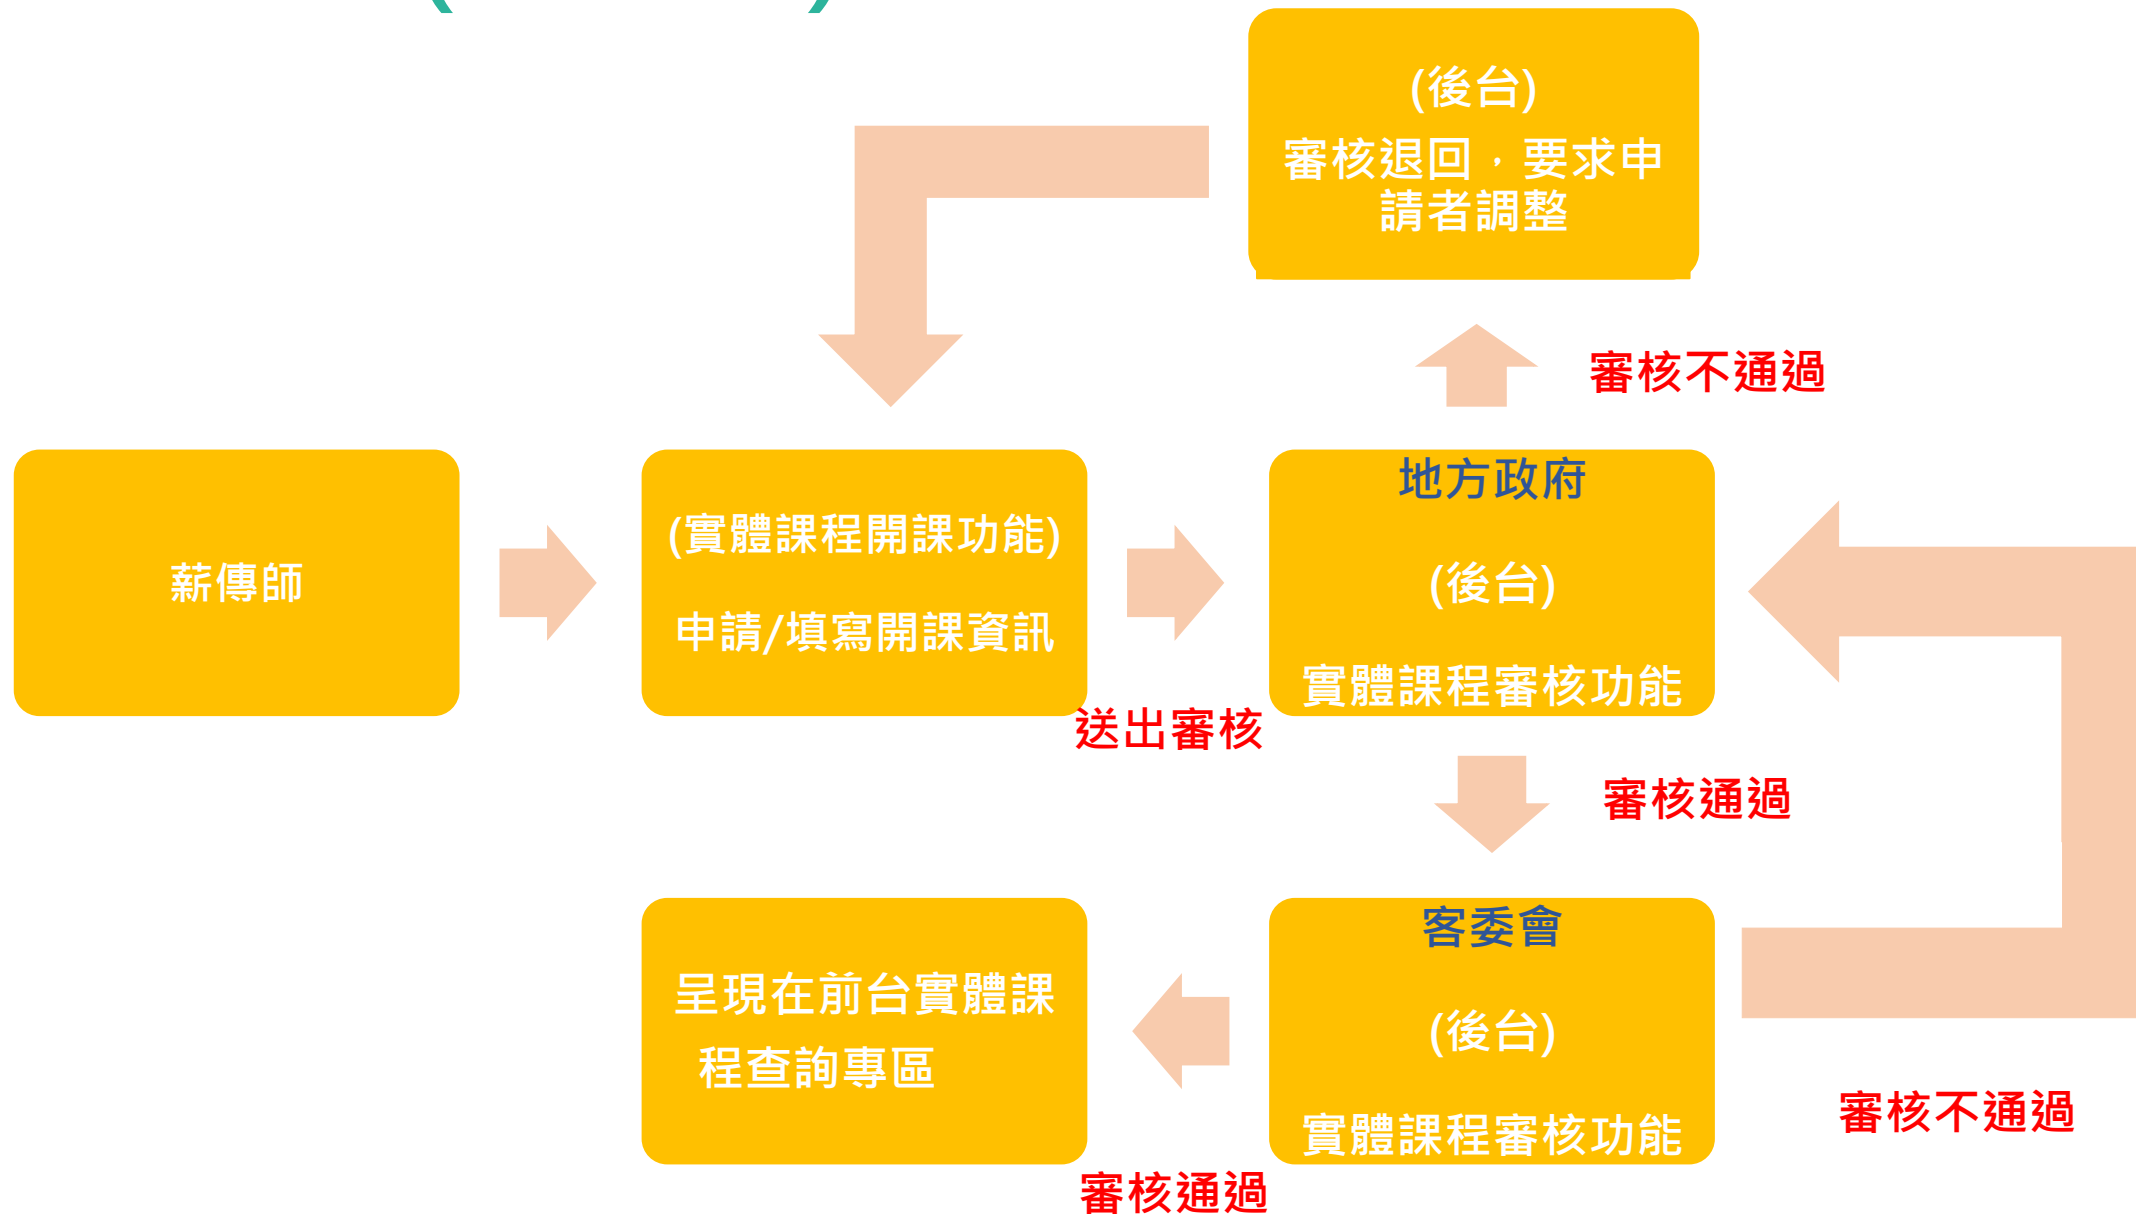 (後台)
審核退回，要求申
請者調整
審核不通過
薪傳師
(實體課程開課功能)
申請/填寫開課資訊
送出審核
地方政府
(後台)
實體課程審核功能
審核通過
呈現在前台實體課
程查詢專區
審核通過
客委會
(後台)
實體課程審核功能
審核不通過